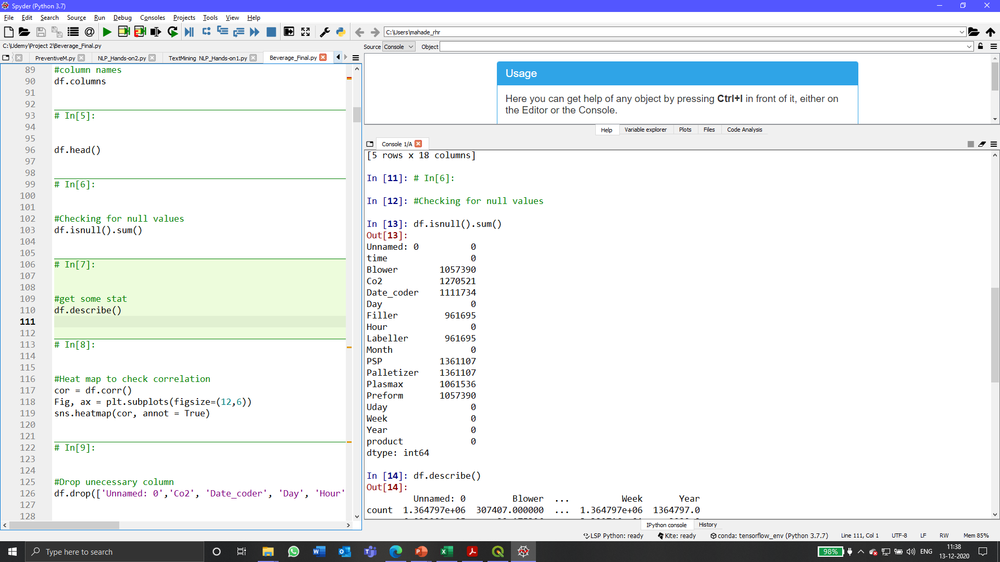 Spyder (Python 3.7)
File Edit Search Source Run Debug Consoles Projects Tools View Help
C:\Users\mahade_rhr
C:\Udemy\Project 2\Beverage_Final.py
PreventiveM.py NLP_Hands-on2.py TextMining NLP_Hands-on1.py Beverage_Final.py
89 #column names
90 df.columns
91
92
93 # In[5]:
94
95
96 df.head()
97
98
99 # In[6]:
100
101
102 #Checking for null values
103 df.isnull().sum()
104
105
106 # In[7]:
107
108
109 #get some stat
110 df.describe()
111
112
113 # In[8]:
114
115
116 #Heat map to check correlation
117 cor = df.corr()
118 Fig, ax = plt.subplots(figsize=(12,6))
119 sns.heatmap(cor, annot = True)
120
121
122 # In[9]:
123
124
125 #Drop unecessary column
126 df.drop(['Unnamed: 0','Co2', 'Date_coder', 'Day', 'Hour'
127
128
Source Console Object
Usage
Here you can get help of any object by pressing Ctrl+I in front of it, either on
the Editor or the Console.
Help Variable explorer Plots Files Code Analysis
Console 1/A
[5 rows x 18 columns]
In [11]: # In[6]:
In [12]: #Checking for null values
In [13]: df.isnull().sum()
Out[13]:
Unnamed: 0 0
time 0
Blower 1057390
Co2 1270521
Date_coder 1111734
Day 0
Filler 961695
Hour 0
Labeller 961695
Month 0
PSP 1361107
Palletizer 1361107
Plasmax 1061536
Preform 1057390
Uday 0
Week 0
Year 0
product 0
dtype: int64
In [14]: df.describe()
Out[14]:
Unnamed: 0 Blower ... Week Year
count 1.364797e+06 307407.000000 ... 1.364797e+06 1364797.0
IPython console History
LSP Python: ready Kite: ready conda: tensorflow_env (Python 3.7.7) Line 111, Col 1 UTF-8 LF RW Mem 85%
Type here to search
98% ENG
11:38
13-12-2020